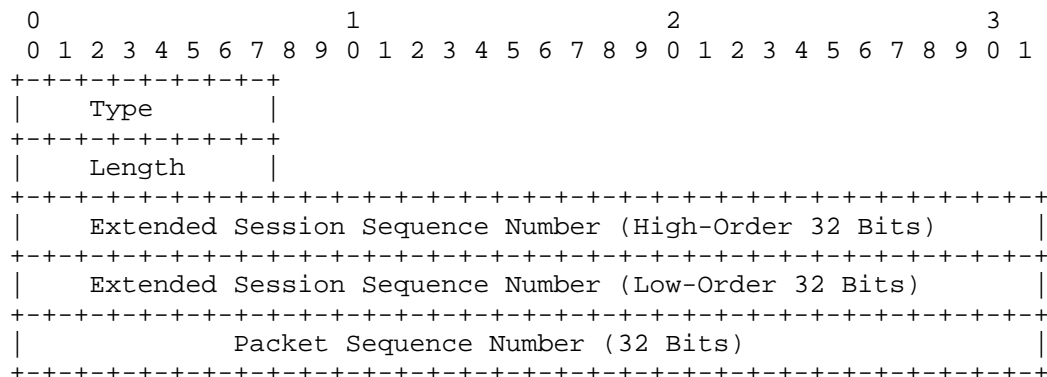 0                   1                   2                   3
 0 1 2 3 4 5 6 7 8 9 0 1 2 3 4 5 6 7 8 9 0 1 2 3 4 5 6 7 8 9 0 1
+-+-+-+-+-+-+-+-+
|    Type       |
+-+-+-+-+-+-+-+-+
|    Length     |
+-+-+-+-+-+-+-+-+-+-+-+-+-+-+-+-+-+-+-+-+-+-+-+-+-+-+-+-+-+-+-+-+
|    Extended Session Sequence Number (High-Order 32 Bits)      |
+-+-+-+-+-+-+-+-+-+-+-+-+-+-+-+-+-+-+-+-+-+-+-+-+-+-+-+-+-+-+-+-+
|    Extended Session Sequence Number (Low-Order 32 Bits)       |
+-+-+-+-+-+-+-+-+-+-+-+-+-+-+-+-+-+-+-+-+-+-+-+-+-+-+-+-+-+-+-+-+
|             Packet Sequence Number (32 Bits)                  |
+-+-+-+-+-+-+-+-+-+-+-+-+-+-+-+-+-+-+-+-+-+-+-+-+-+-+-+-+-+-+-+-+